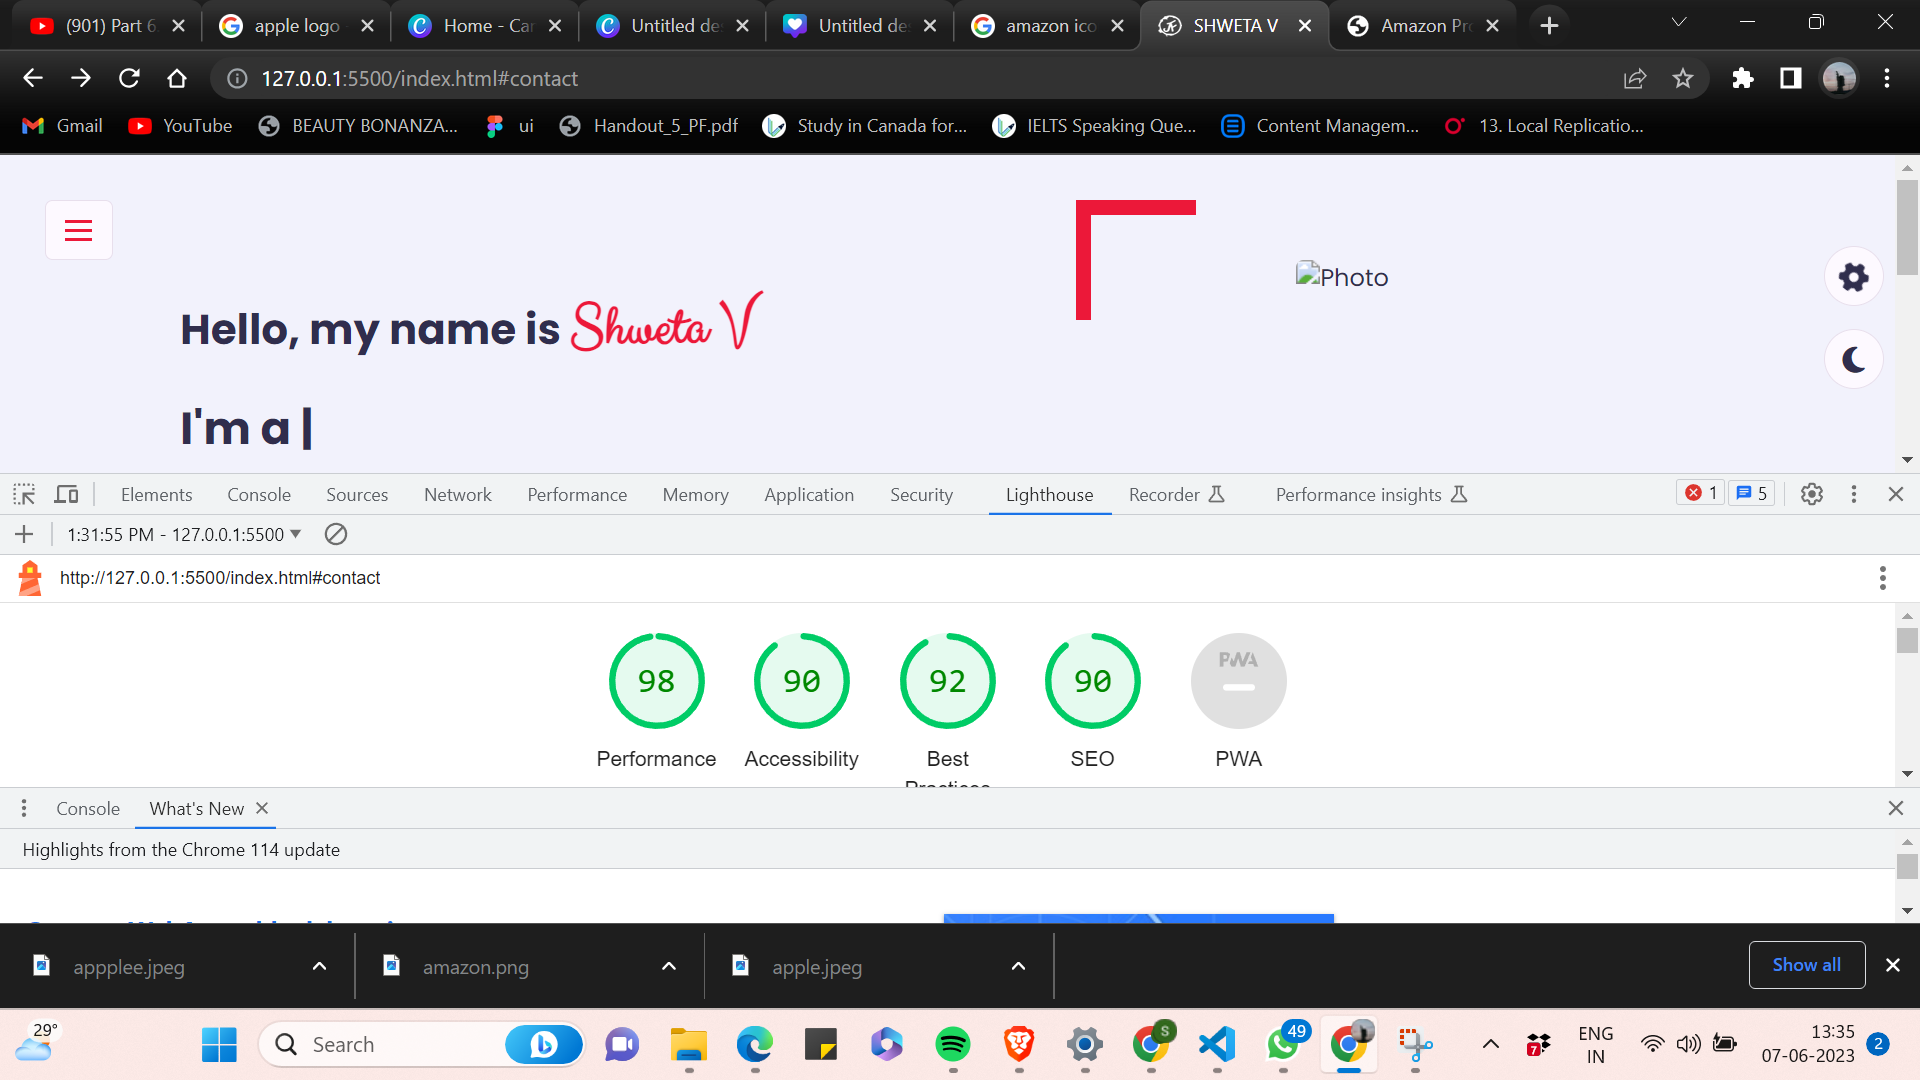 (901) Part 6
apple logo
Home - Ca
Untitled de
Untitled de
amazon ico
SHWETA V
Amazon Pr
127.0.0.1:5500/index.html#contact
Gmail
YouTube
BEAUTY BONANZA...
ui
Handout_5_PF.pdf
Study in Canada for...
IELTS Speaking Que...
Content Managem...
13. Local Replicatio...
Photo
Hello, my name is Shweta V
I'm a |
Elements
Console
Sources
Network
Performance
Memory
Application
Security
Lighthouse
Recorder
Performance insights
1
5
1:31:55 PM - 127.0.0.1:5500
http://127.0.0.1:5500/index.html#contact
98
90
92
90
PWA
Performance
Accessibility
Best
Practices
SEO
PWA
Console
What's New
Highlights from the Chrome 114 update
appplee.jpeg
amazon.png
apple.jpeg
Show all
29°
Search
S
49
7
ENG
IN
13:35
07-06-2023
2